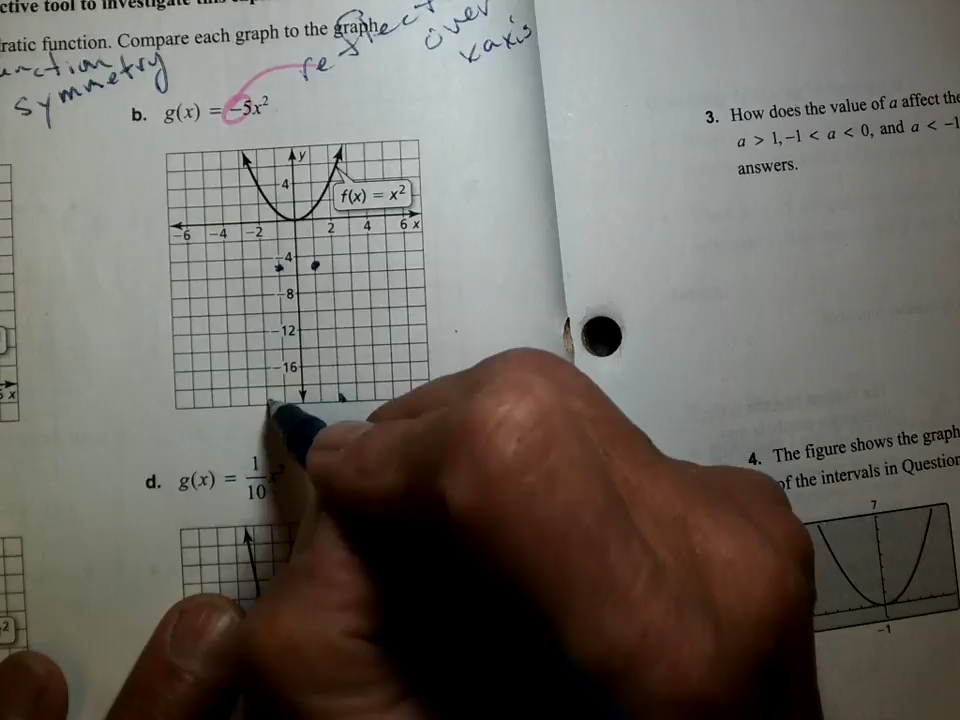 ctive tool to investigate this
ratic function. Compare each graph to the graph
unction
symmetry
over
x axis
b. g(x) = −5x²
y
4
f(x) = x²
−6 −4 −2 2 4 6 x
−4
−8
−12
−16
x
d. g(x) = 1/10
2
3. How does the value of a affect the
a > 1, −1 < a < 0, and a < −1
answers.
4. The figure shows the graph
of the intervals in Question
7
−1